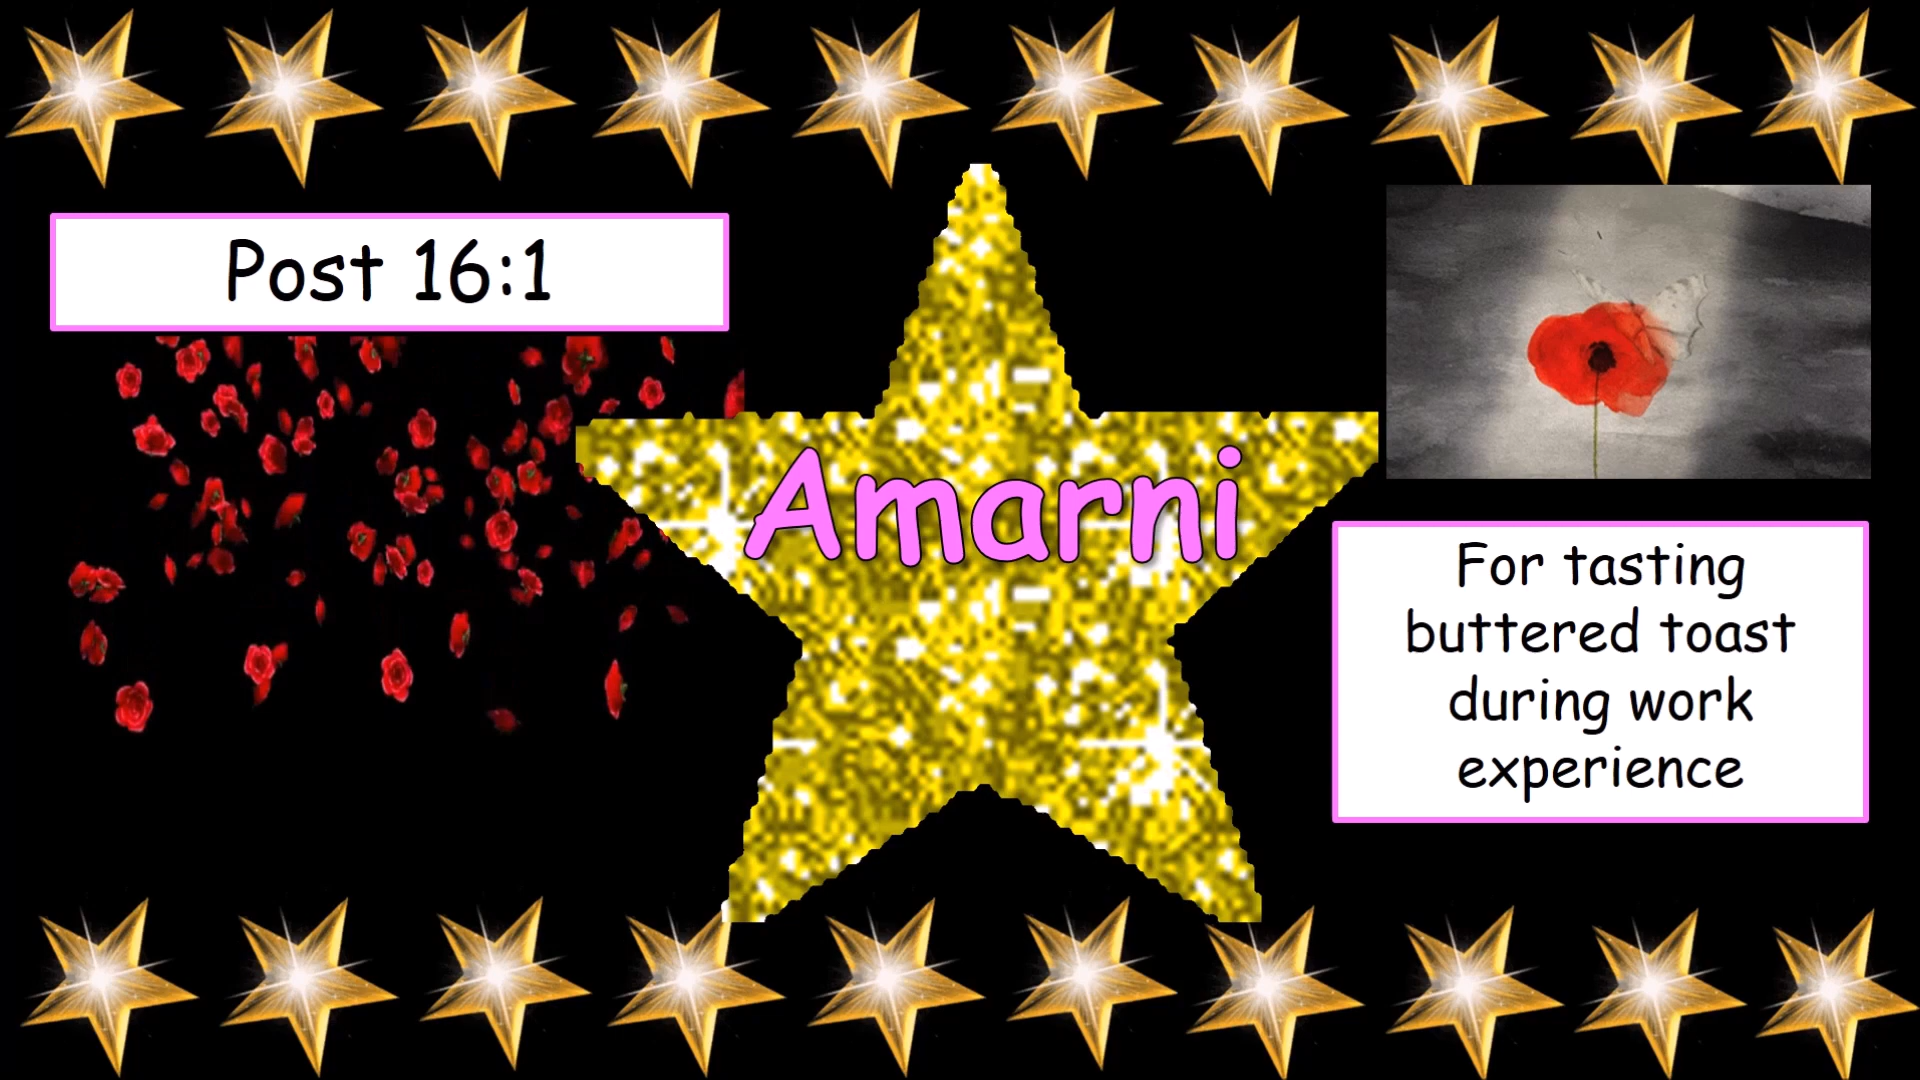 Post 16:1
Amarni
For tasting
buttered toast
during work
experience